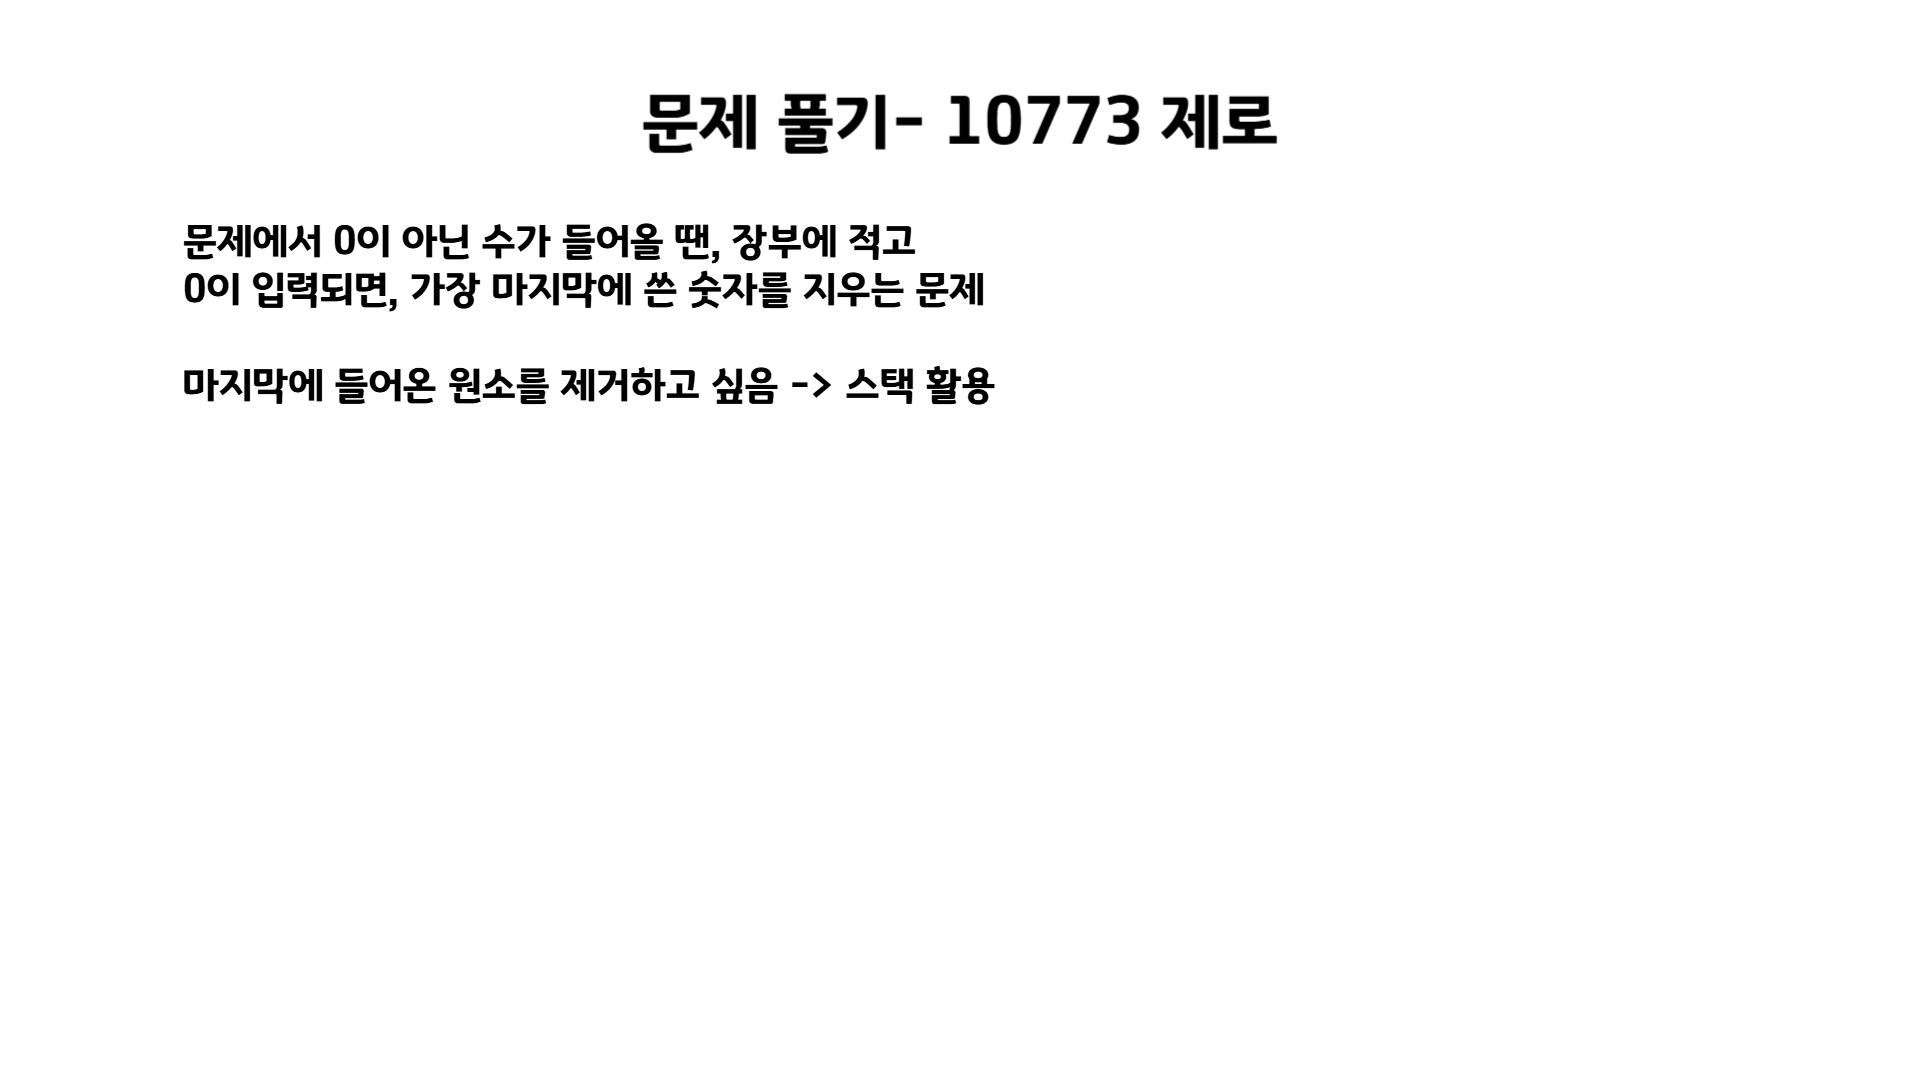 문제 풀기- 10773 제로
문제에서 0이 아닌 수가 들어올 땐, 장부에 적고
0이 입력되면, 가장 마지막에 쓴 숫자를 지우는 문제
마지막에 들어온 원소를 제거하고 싶음 -> 스택 활용